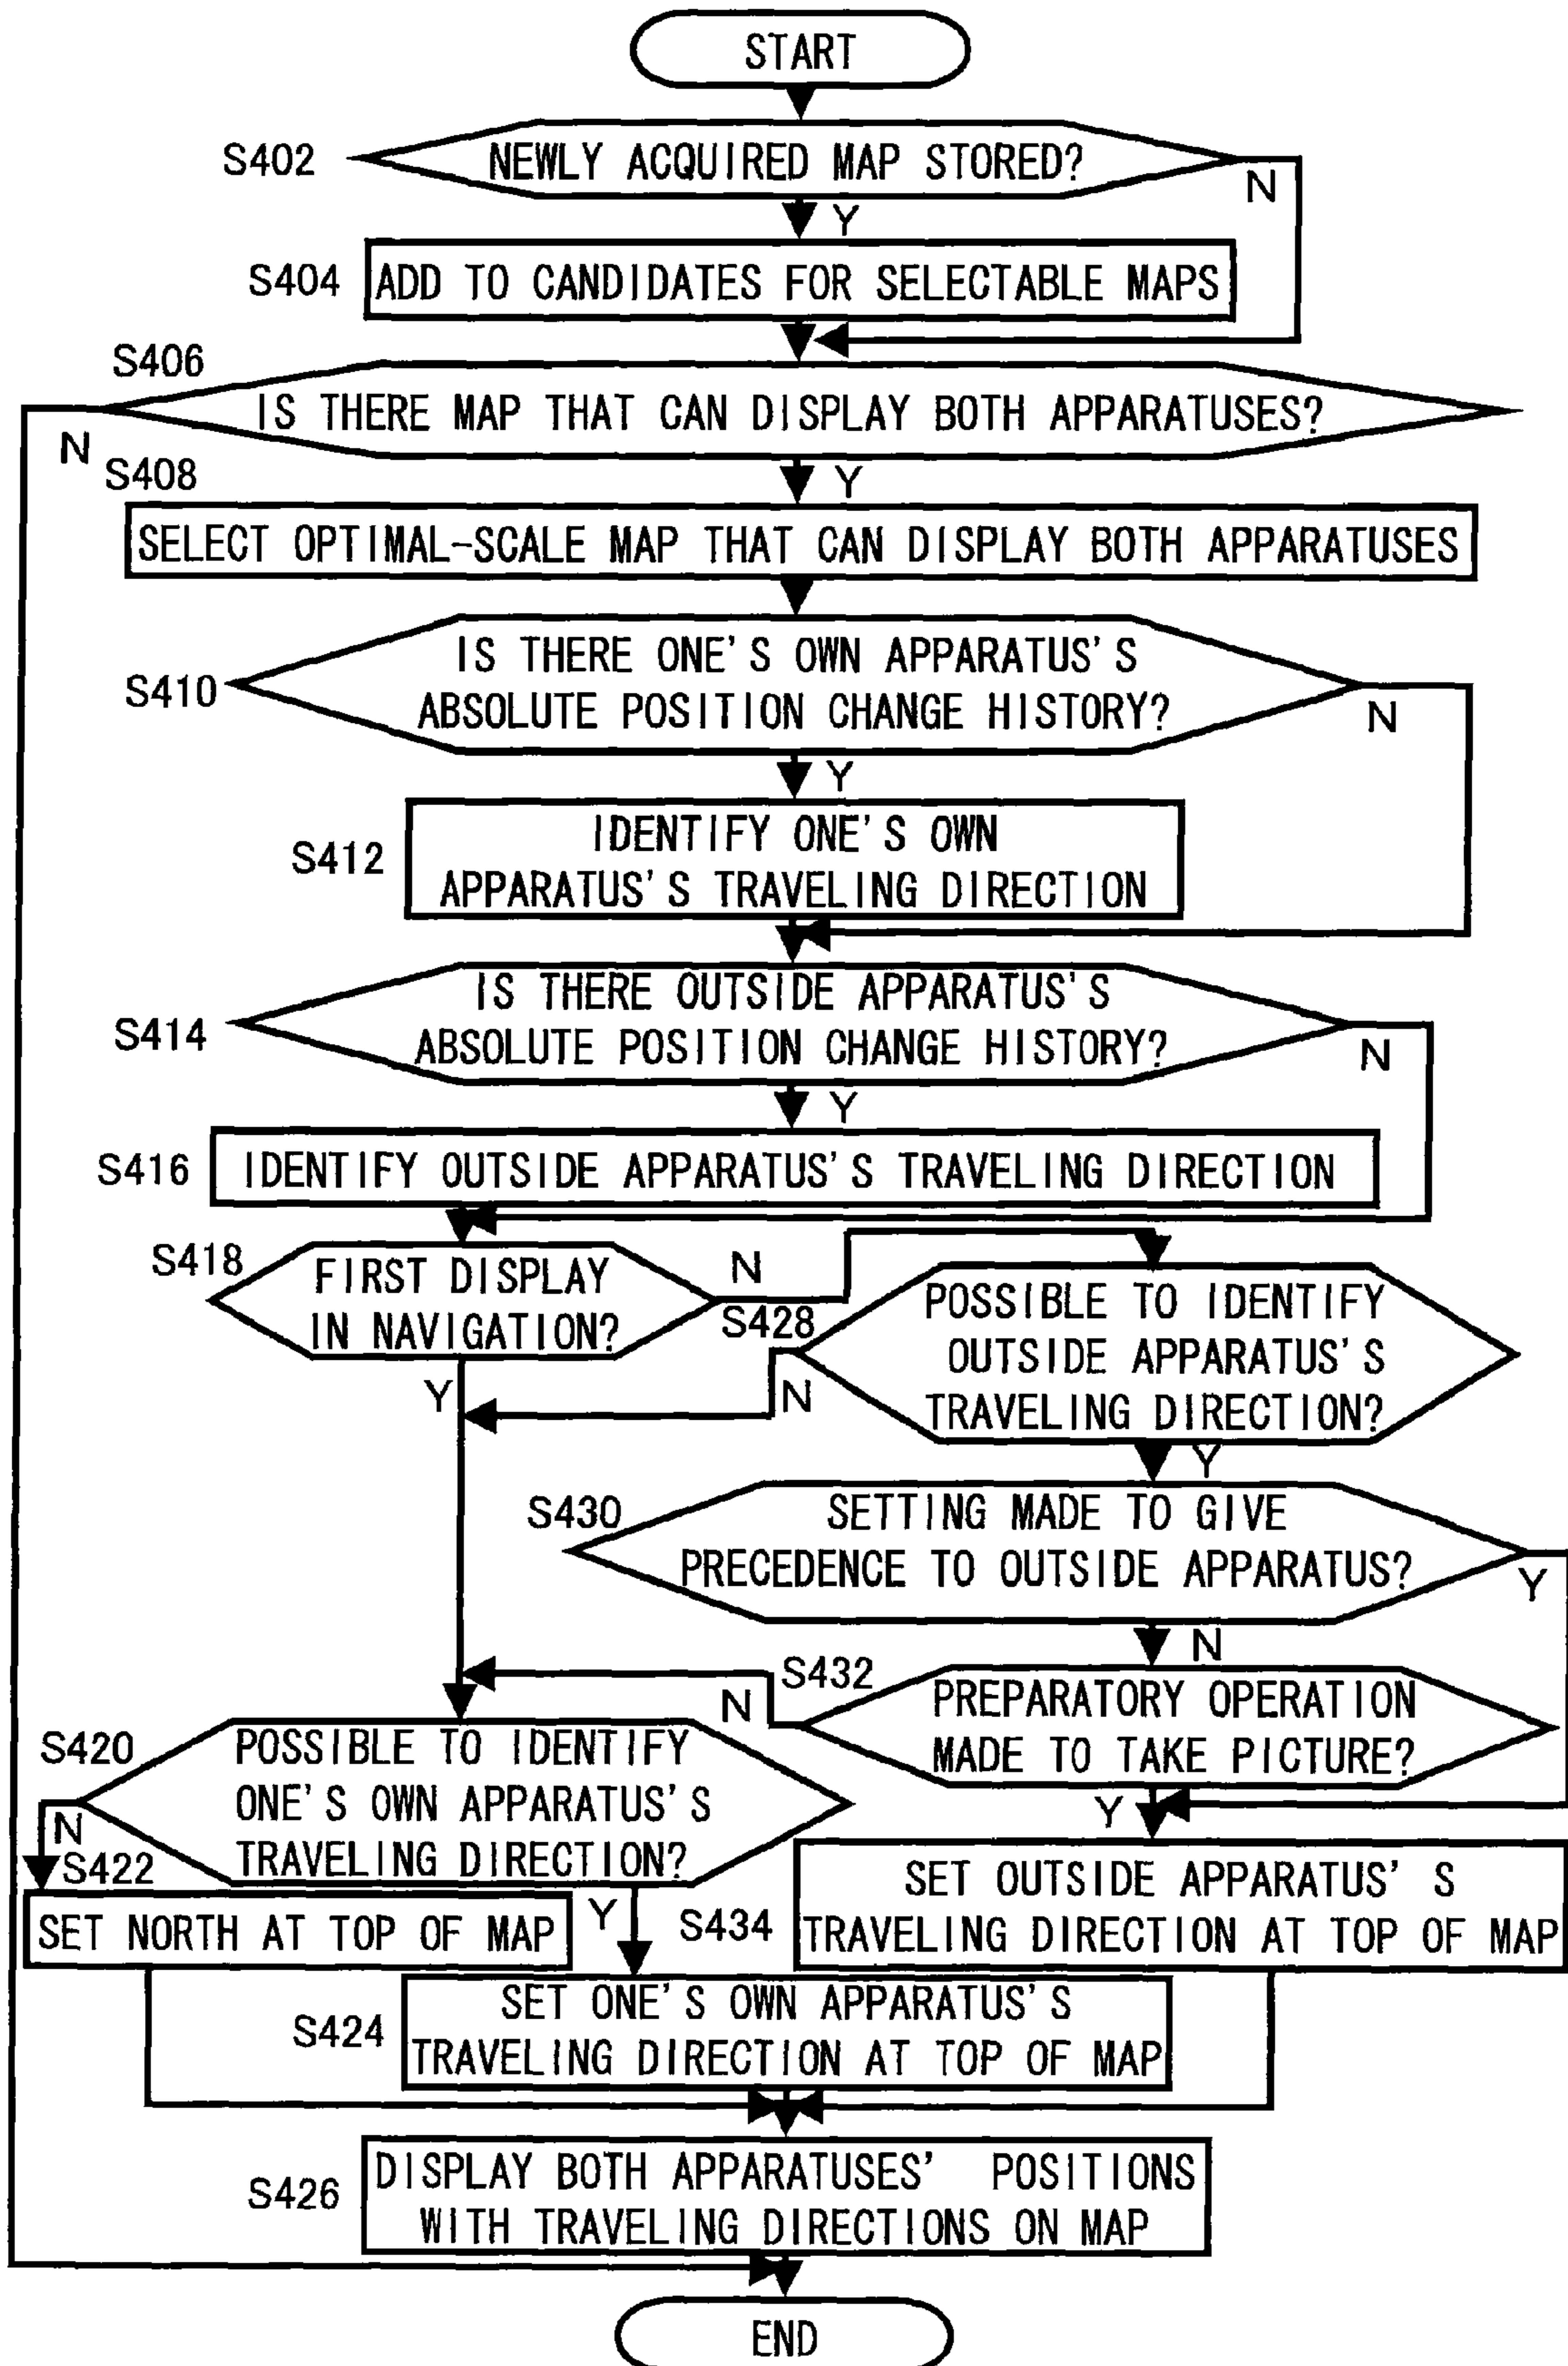 START
S402
NEWLY ACQUIRED MAP STORED?
N
Y
S404
ADD TO CANDIDATES FOR SELECTABLE MAPS
S406
IS THERE MAP THAT CAN DISPLAY BOTH APPARATUSES?
N
S408
Y
SELECT OPTIMAL-SCALE MAP THAT CAN DISPLAY BOTH APPARATUSES
S410
IS THERE ONE'S OWN APPARATUS'S
ABSOLUTE POSITION CHANGE HISTORY?
N
Y
S412
IDENTIFY ONE'S OWN
APPARATUS'S TRAVELING DIRECTION
S414
IS THERE OUTSIDE APPARATUS'S
ABSOLUTE POSITION CHANGE HISTORY?
N
Y
S416
IDENTIFY OUTSIDE APPARATUS'S TRAVELING DIRECTION
S418
FIRST DISPLAY
IN NAVIGATION?
N
Y
S428
POSSIBLE TO IDENTIFY
OUTSIDE APPARATUS'S
TRAVELING DIRECTION?
N
Y
S430
SETTING MADE TO GIVE
PRECEDENCE TO OUTSIDE APPARATUS?
Y
N
S432
PREPARATORY OPERATION
MADE TO TAKE PICTURE?
N
Y
S420
POSSIBLE TO IDENTIFY
ONE'S OWN APPARATUS'S
TRAVELING DIRECTION?
N
Y
S422
SET NORTH AT TOP OF MAP
S434
SET OUTSIDE APPARATUS' S
TRAVELING DIRECTION AT TOP OF MAP
S424
SET ONE'S OWN APPARATUS'S
TRAVELING DIRECTION AT TOP OF MAP
S426
DISPLAY BOTH APPARATUSES' POSITIONS
WITH TRAVELING DIRECTIONS ON MAP
END